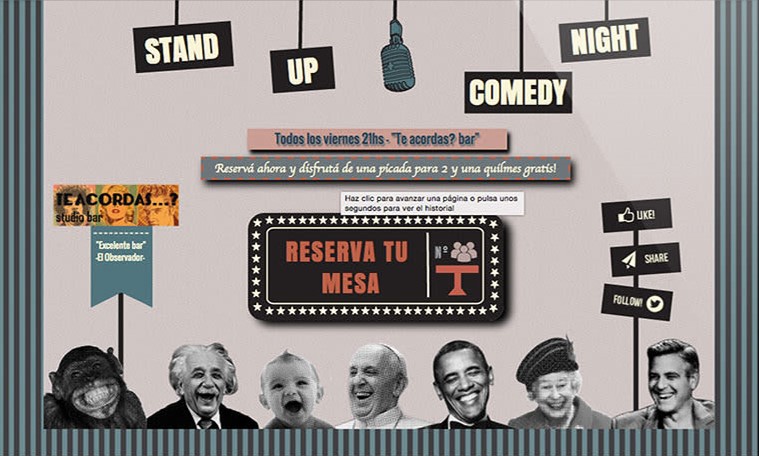 STAND
UP
COMEDY
NIGHT
Todos los viernes 21hs - "Te acordas? bar"
Reservá ahora y disfrutá de una picada para 2 y una quilmes gratis!
Haz clic para avanzar una página o pulsa unos
segundos para ver el historial
TE ACORDAS...?
studio bar
"Excelente bar"
-El Observador-
RESERVA TU
MESA
Nº
LIKE!
SHARE
FOLLOW!